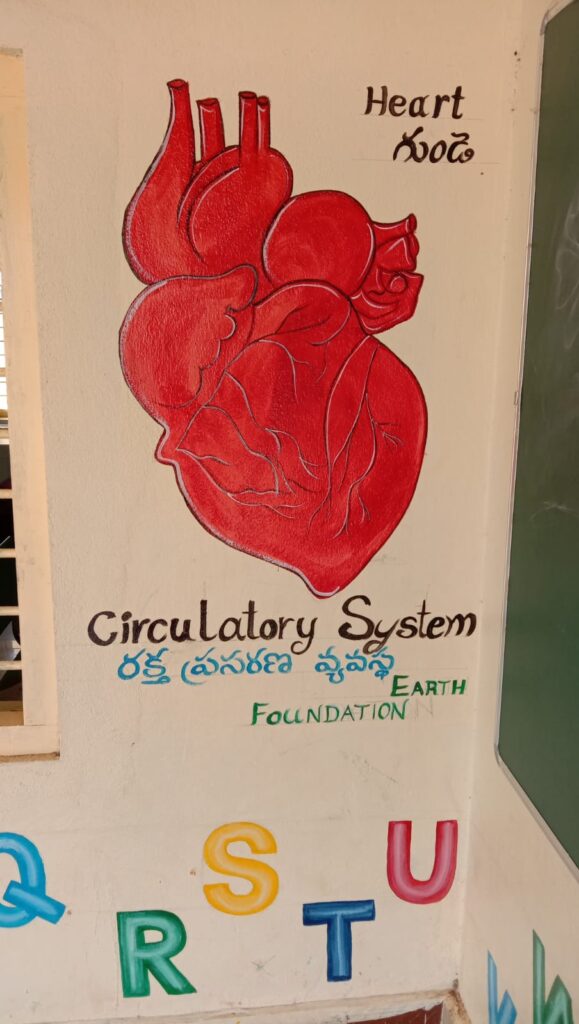 Heart
గుండె
Circulatory System
రక్త ప్రసరణ వ్యవస్థ
EARTH
FOUNDATION
Q R S T U